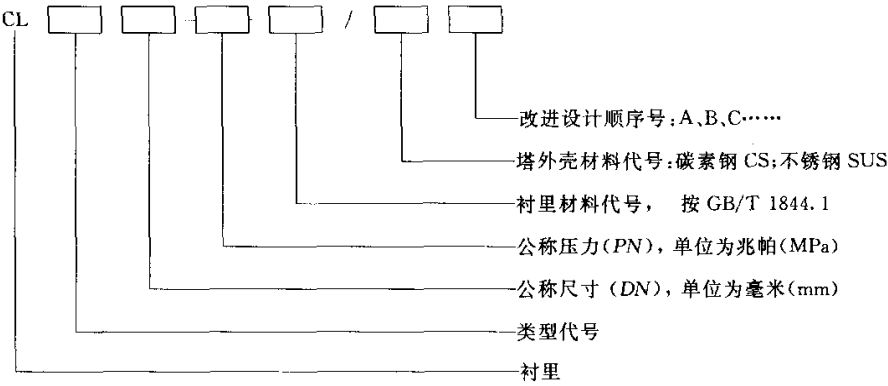 CL - /
改进设计顺序号:A、B、C……
塔外壳材料代号:碳素钢 CS;不锈钢 SUS
衬里材料代号， 按 GB/T 1844.1
公称压力(PN)，单位为兆帕(MPa)
公称尺寸(DN)，单位为毫米(mm)
类型代号
衬里